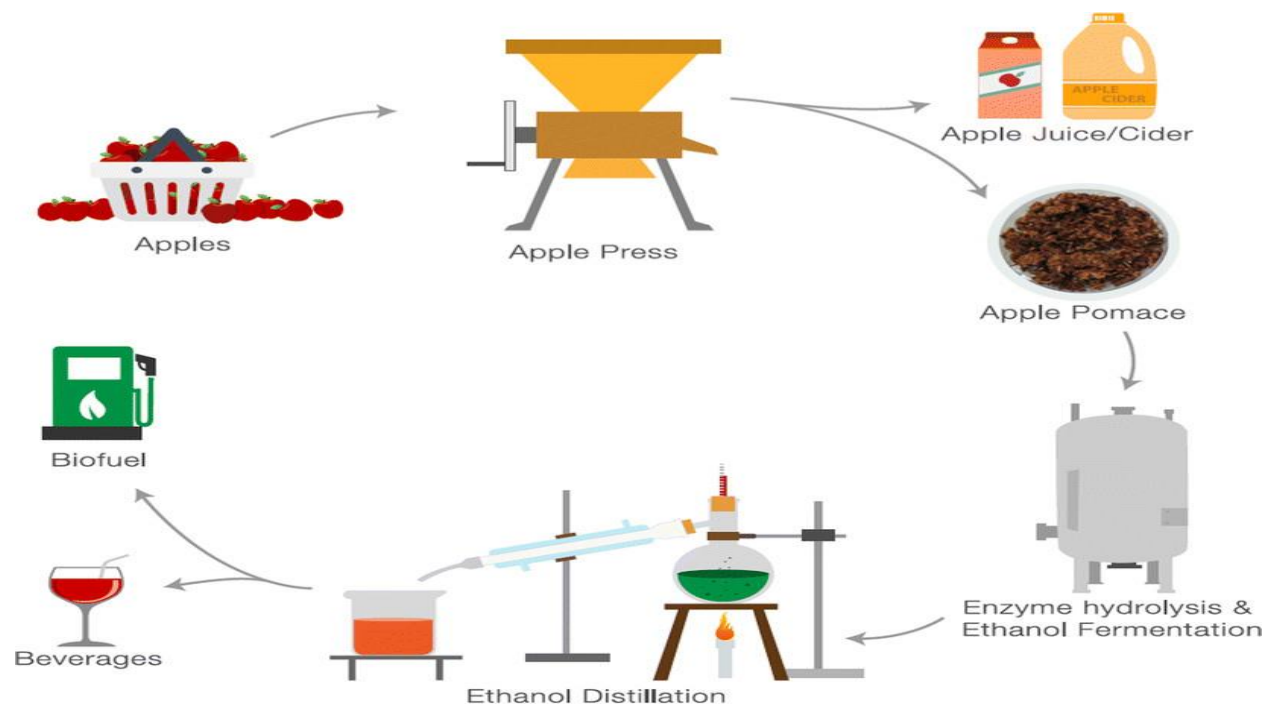 Apples
Apple Press
APPLE
CIDER
Apple Juice/Cider
Apple Pomace
Enzyme hydrolysis &
Ethanol Fermentation
Ethanol Distillation
Biofuel
Beverages